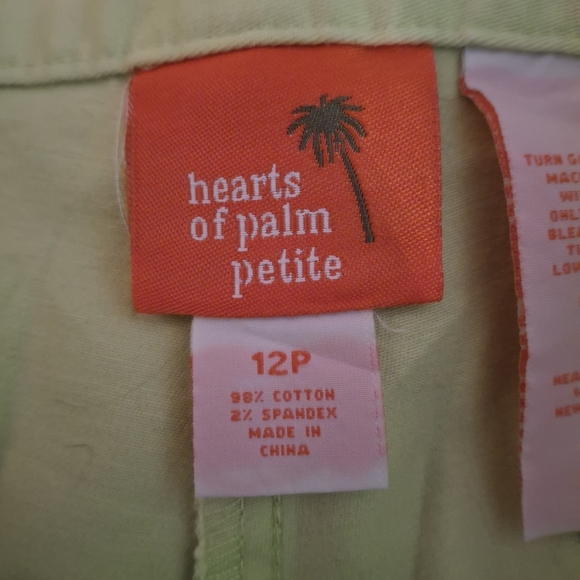 hearts
of palm
petite
12P
98% COTTON
2% SPANDEX
MADE IN
CHINA
TURN